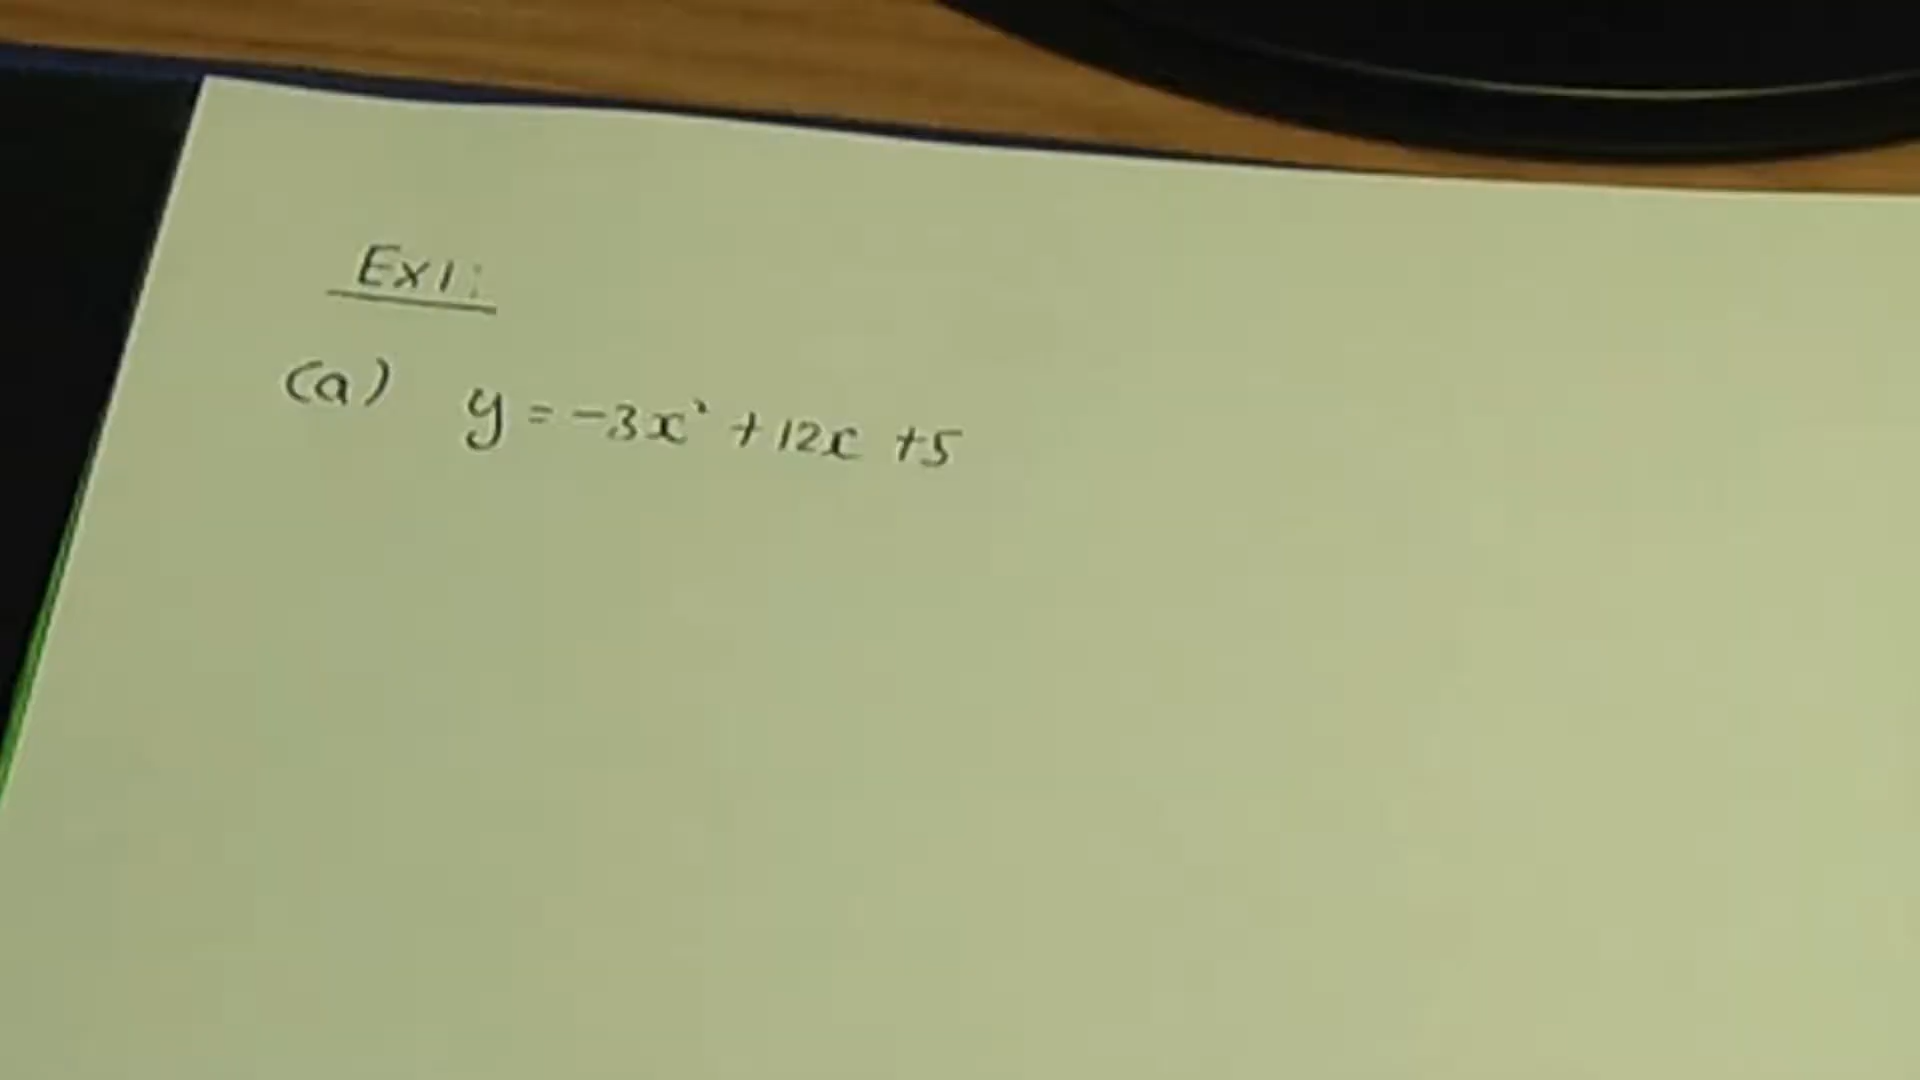 Ex1:
(a) y = -3x² + 12x + 5